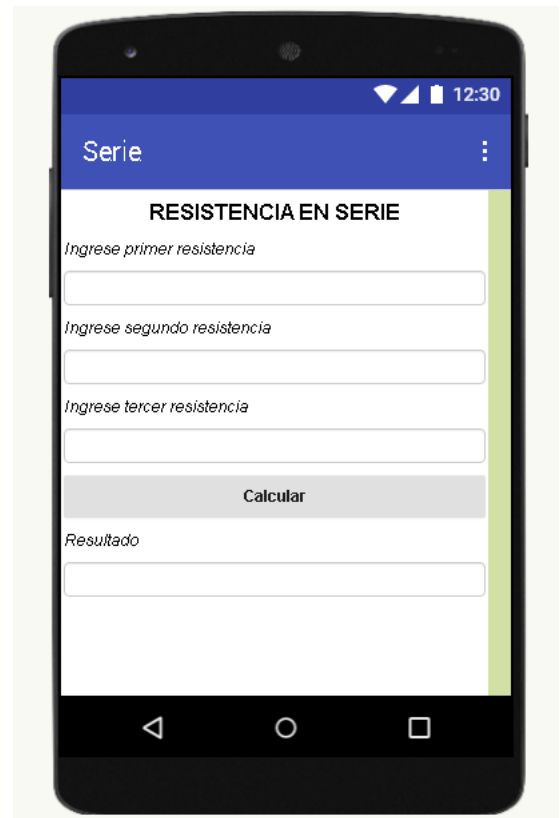 12:30
Serie
RESISTENCIA EN SERIE
Ingrese primer resistencia
Ingrese segundo resistencia
Ingrese tercer resistencia
Calcular
Resultado